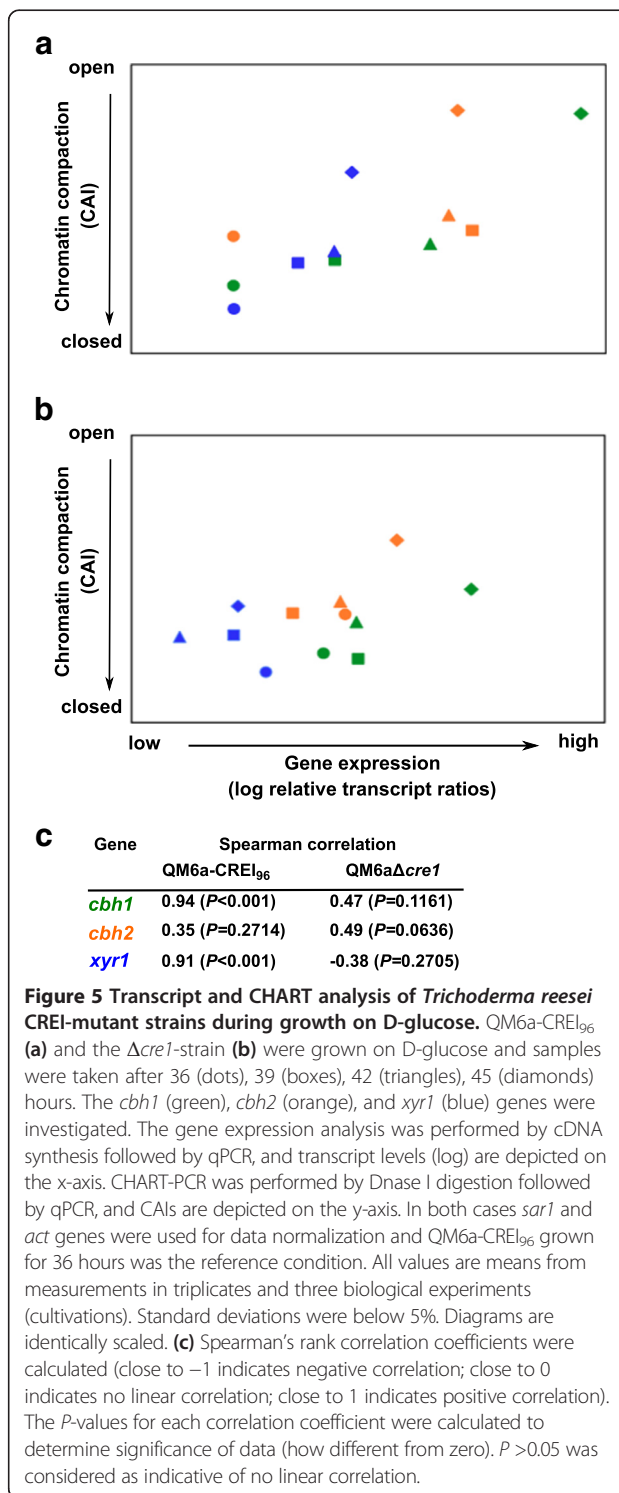 a
open
Chromatin compaction
(CAI)
closed
b
open
Chromatin compaction
(CAI)
closed
low
high
Gene expression
(log relative transcript ratios)
c
Gene Spearman correlation
QM6a-CREI₉₆ QM6aΔcre1
cbh1 0.94 (P<0.001) 0.47 (P=0.1161)
cbh2 0.35 (P=0.2714) 0.49 (P=0.0636)
xyr1 0.91 (P<0.001) -0.38 (P=0.2705)
Figure 5 Transcript and CHART analysis of Trichoderma reesei
CREI-mutant strains during growth on D-glucose. QM6a-CREI₉₆
(a) and the Δcre1-strain (b) were grown on D-glucose and samples
were taken after 36 (dots), 39 (boxes), 42 (triangles), 45 (diamonds)
hours. The cbh1 (green), cbh2 (orange), and xyr1 (blue) genes were
investigated. The gene expression analysis was performed by cDNA
synthesis followed by qPCR, and transcript levels (log) are depicted on
the x-axis. CHART-PCR was performed by Dnase I digestion followed
by qPCR, and CAIs are depicted on the y-axis. In both cases sar1 and
act genes were used for data normalization and QM6a-CREI₉₆ grown
for 36 hours was the reference condition. All values are means from
measurements in triplicates and three biological experiments
(cultivations). Standard deviations were below 5%. Diagrams are
identically scaled. (c) Spearman's rank correlation coefficients were
calculated (close to −1 indicates negative correlation; close to 0
indicates no linear correlation; close to 1 indicates positive correlation).
The P-values for each correlation coefficient were calculated to
determine significance of data (how different from zero). P >0.05 was
considered as indicative of no linear correlation.